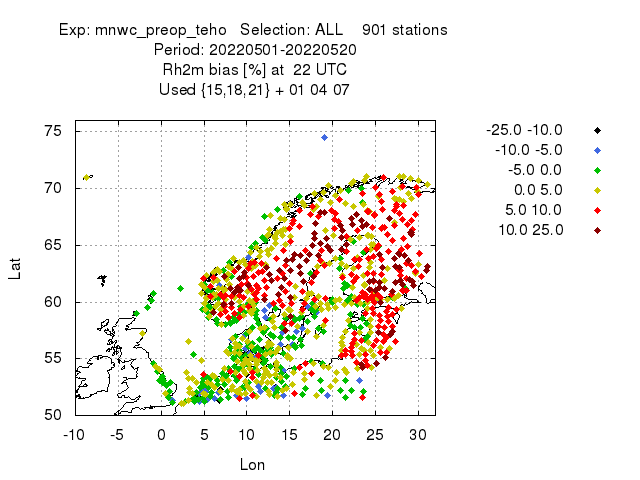 Exp: mnwc_preop_teho   Selection: ALL    901 stations
Period: 20220501-20220520
Rh2m bias [%] at  22 UTC
Used {15,18,21} + 01 04 07
-25.0 -10.0
-10.0 -5.0
-5.0 0.0
0.0 5.0
5.0 10.0
10.0 25.0
75
70
65
60
55
50
Lat
-10 -5 0 5 10 15 20 25 30
Lon